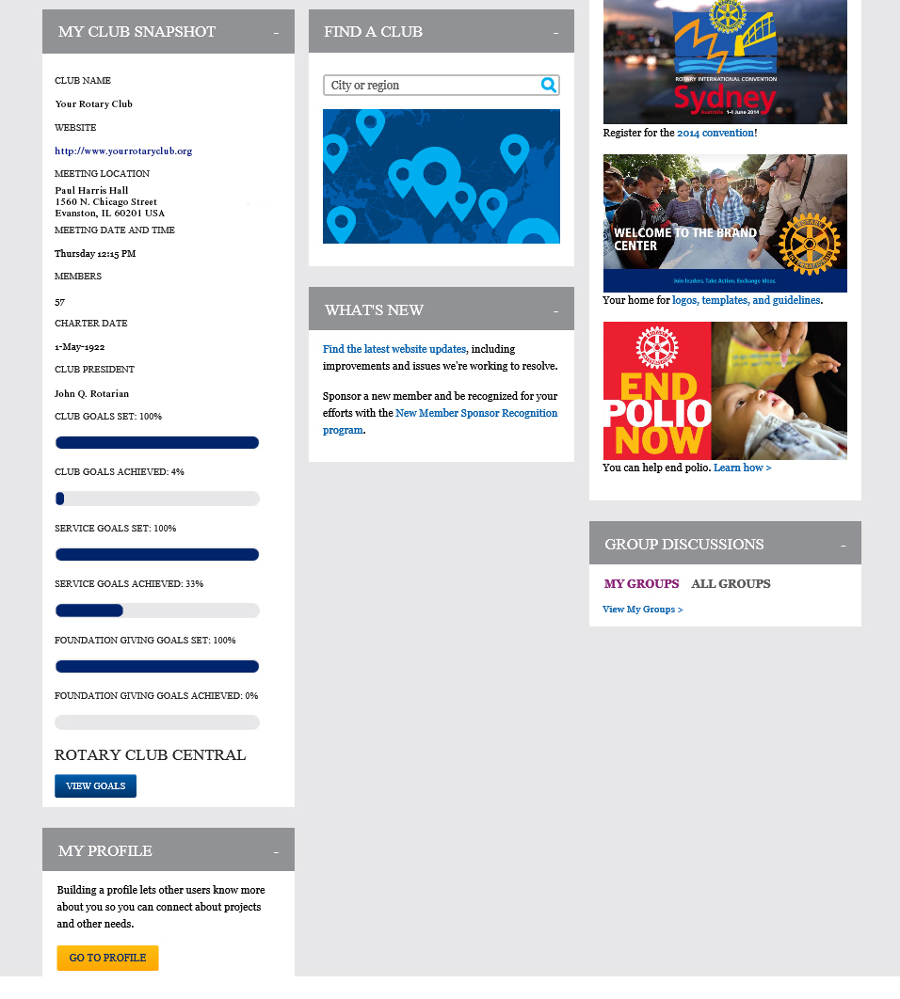 MY CLUB SNAPSHOT -
CLUB NAME
Your Rotary Club
WEBSITE
http://www.yourrotaryclub.org
MEETING LOCATION
Paul Harris Hall
1560 N. Chicago Street
Evanston, IL 60201 USA
MEETING DATE AND TIME
Thursday 12:15 PM
MEMBERS
57
CHARTER DATE
1-May-1922
CLUB PRESIDENT
John Q. Rotarian
CLUB GOALS SET: 100%
CLUB GOALS ACHIEVED: 4%
SERVICE GOALS SET: 100%
SERVICE GOALS ACHIEVED: 33%
FOUNDATION GIVING GOALS SET: 100%
FOUNDATION GIVING GOALS ACHIEVED: 0%
ROTARY CLUB CENTRAL
VIEW GOALS
MY PROFILE -
Building a profile lets other users know more
about you so you can connect about projects
and other needs.
GO TO PROFILE
FIND A CLUB -
City or region
WHAT'S NEW -
Find the latest website updates, including
improvements and issues we're working to resolve.
Sponsor a new member and be recognized for your
efforts with the New Member Sponsor Recognition
program.
ROTARY INTERNATIONAL CONVENTION
Sydney
Australia 1-4 June 2014
Register for the 2014 convention!
WELCOME TO THE BRAND
CENTER
ROTARY
INTERNATIONAL
Join leaders. Take Action. Exchange Ideas.
Your home for logos, templates, and guidelines.
END
POLIO
NOW
You can help end polio. Learn how >
GROUP DISCUSSIONS -
MY GROUPS ALL GROUPS
View My Groups >